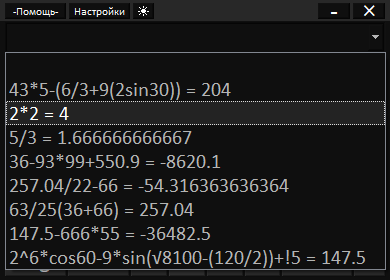 -Помощь- Настройки
43*5-(6/3+9(2sin30)) = 204
2*2 = 4
5/3 = 1.666666666667
36-93*99+550.9 = -8620.1
257.04/22-66 = -54.316363636364
63/25(36+66) = 257.04
147.5-666*55 = -36482.5
2^6*cos60-9*sin(√8100-(120/2))+!5 = 147.5